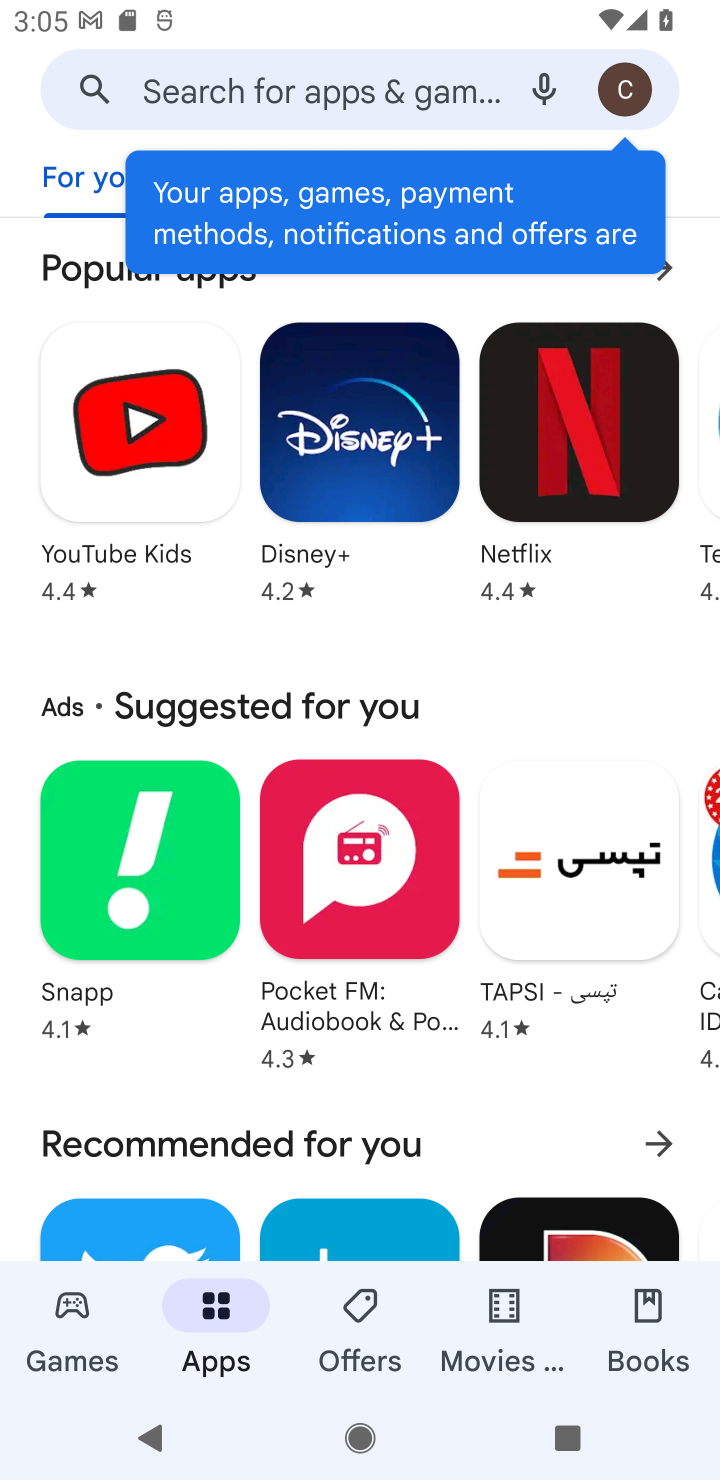 3:05
Search for apps & gam...
C
For yo
Your apps, games, payment
methods, notifications and offers are
Popular apps
Disney+
N
YouTube Kids
4.4★
Disney+
4.2★
Netflix
4.4★
Te
4.
Ads • Suggested for you
تپسی
Snapp
4.1★
Pocket FM:
Audiobook & Po...
4.3★
TAPSI - تپسی
4.1★
Ca
ID
4.
Recommended for you
Games
Apps
Offers
Movies ...
Books